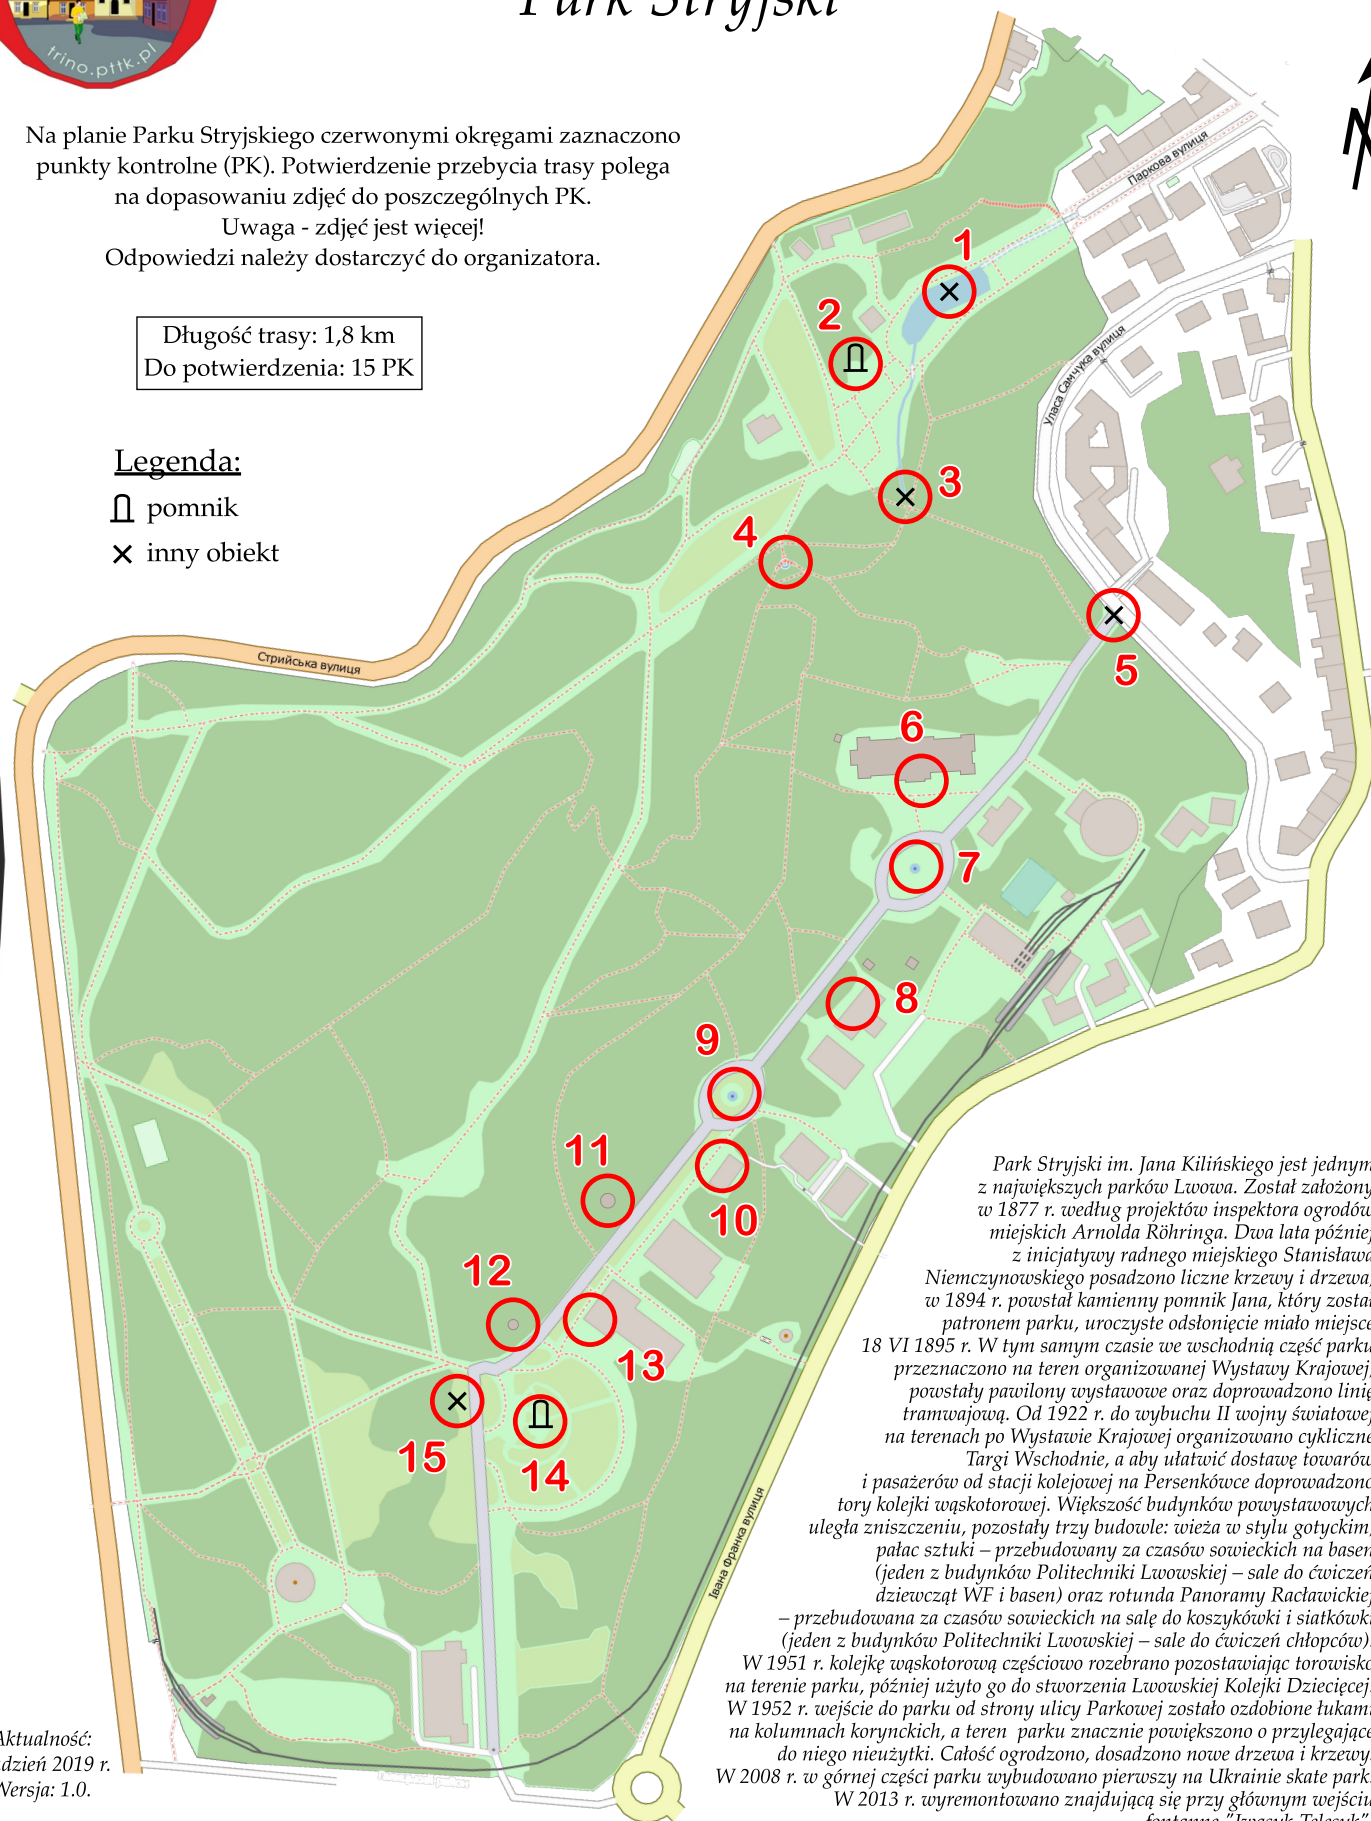 Park Stryjski
trino.pttk.pl
Na planie Parku Stryjskiego czerwonymi okręgami zaznaczono
punkty kontrolne (PK). Potwierdzenie przebycia trasy polega
na dopasowaniu zdjęć do poszczególnych PK.
Uwaga - zdjęć jest więcej!
Odpowiedzi należy dostarczyć do organizatora.
Długość trasy: 1,8 km
Do potwierdzenia: 15 PK
Legenda:
pomnik
inny obiekt
N
Паркова вулиця
Уласа Самчука вулиця
Стрийська вулиця
Івана Франка вулиця
1
2
3
4
5
6
7
8
9
10
11
12
13
14
15
Park Stryjski im. Jana Kilińskiego jest jednym
z największych parków Lwowa. Został założony
w 1877 r. według projektów inspektora ogrodów
miejskich Arnolda Röhringa. Dwa lata później
z inicjatywy radnego miejskiego Stanisława
Niemczynowskiego posadzono liczne krzewy i drzewa,
w 1894 r. powstał kamienny pomnik Jana, który został
patronem parku, uroczyste odsłonięcie miało miejsce
18 VI 1895 r. W tym samym czasie we wschodnią część parku
przeznaczono na teren organizowanej Wystawy Krajowej,
powstały pawilony wystawowe oraz doprowadzono linię
tramwajową. Od 1922 r. do wybuchu II wojny światowej
na terenach po Wystawie Krajowej organizowano cykliczne
Targi Wschodnie, a aby ułatwić dostawę towarów
i pasażerów od stacji kolejowej na Persenkówce doprowadzono
tory kolejki wąskotorowej. Większość budynków powystawowych
uległa zniszczeniu, pozostały trzy budowle: wieża w stylu gotyckim,
pałac sztuki – przebudowany za czasów sowieckich na basen
(jeden z budynków Politechniki Lwowskiej – sale do ćwiczeń
dziewcząt WF i basen) oraz rotunda Panoramy Racławickiej
– przebudowana za czasów sowieckich na salę do koszykówki i siatkówki
(jeden z budynków Politechniki Lwowskiej – sale do ćwiczeń chłopców).
W 1951 r. kolejkę wąskotorową częściowo rozebrano pozostawiając torowisko
na terenie parku, później użyto go do stworzenia Lwowskiej Kolejki Dziecięcej.
W 1952 r. wejście do parku od strony ulicy Parkowej zostało ozdobione łukami
na kolumnach korynckich, a teren parku znacznie powiększono o przylegające
do niego nieużytki. Całość ogrodzono, dosadzono nowe drzewa i krzewy.
W 2008 r. w górnej części parku wybudowano pierwszy na Ukrainie skate park.
W 2013 r. wyremontowano znajdującą się przy głównym wejściu
fontannę "Iwasyk-Telesyk".
Aktualność:
dzień 2019 r.
Wersja: 1.0.